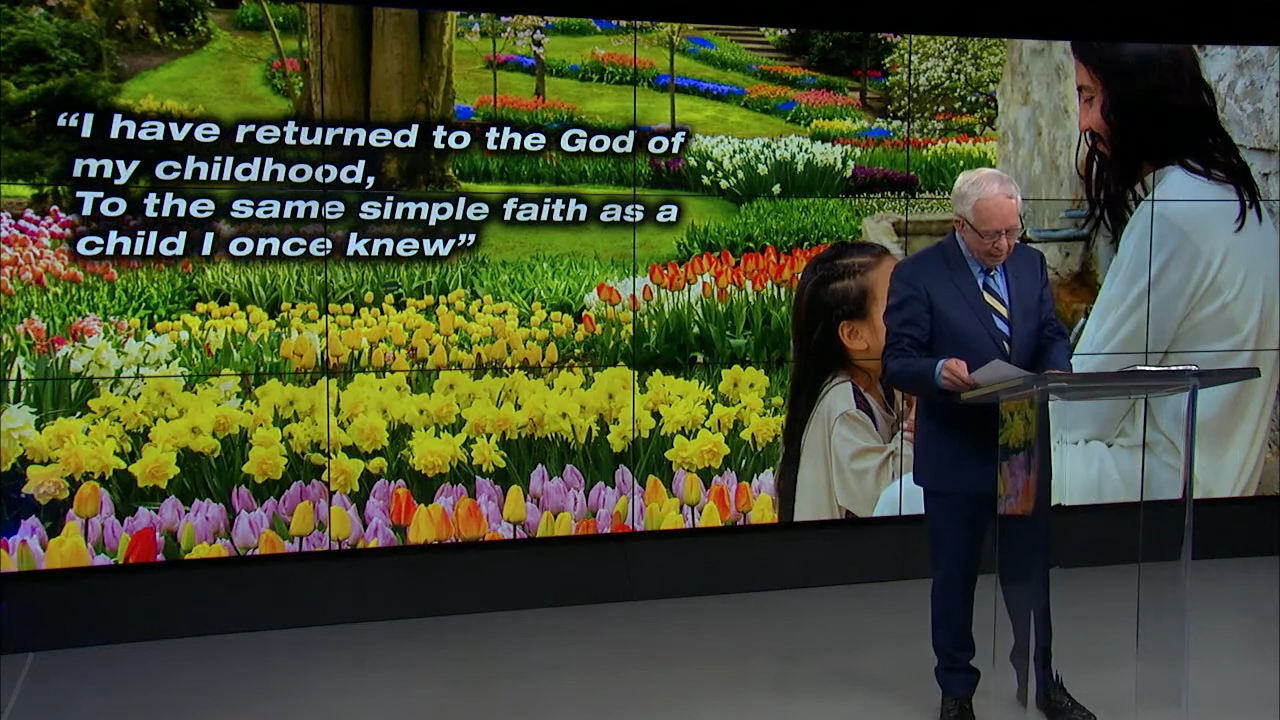 “I have returned to the God of
my childhood,
To the same simple faith as a
child I once knew”